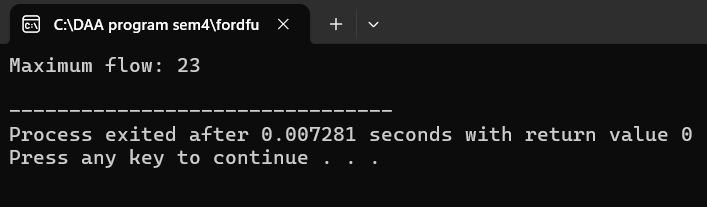 C:\DAA program sem4\fordfu
Maximum flow: 23
--------------------------------
Process exited after 0.007281 seconds with return value 0
Press any key to continue . . .